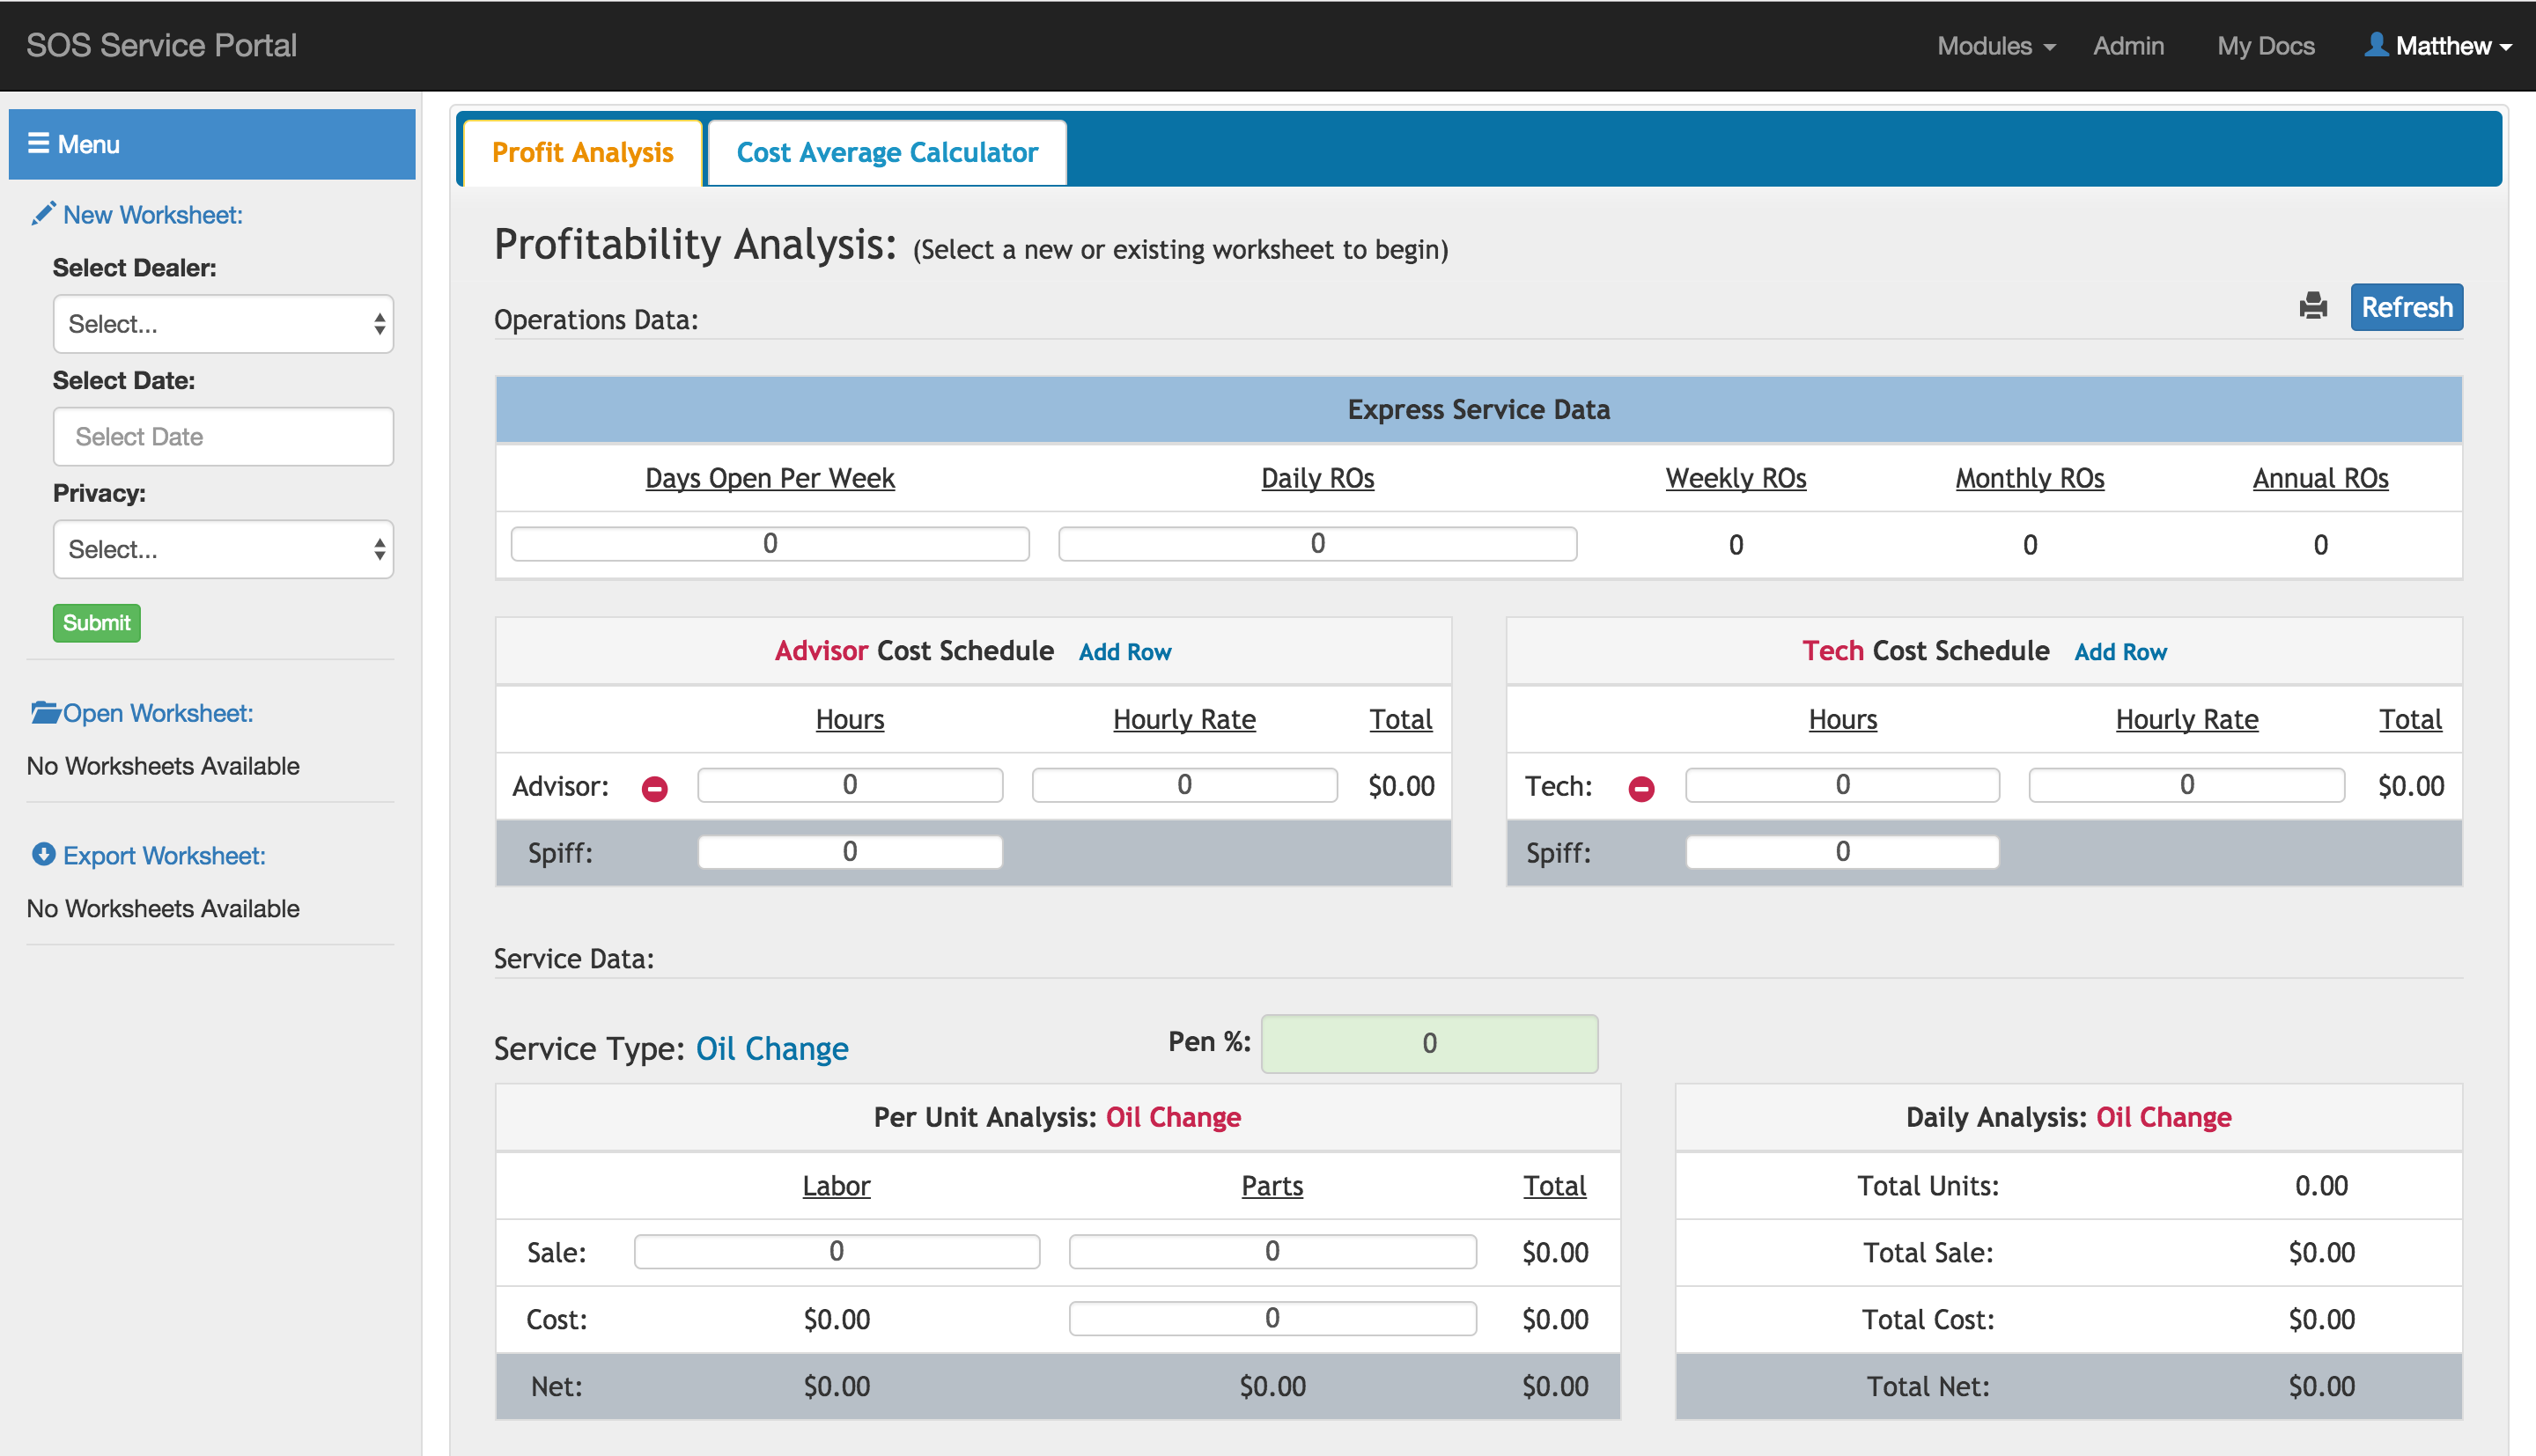 SOS Service Portal
Modules Admin My Docs Matthew
Menu
New Worksheet:
Select Dealer:
Select...
Select Date:
Select Date
Privacy:
Select...
Submit
Open Worksheet:
No Worksheets Available
Export Worksheet:
No Worksheets Available
Profit Analysis Cost Average Calculator
Profitability Analysis: (Select a new or existing worksheet to begin)
Operations Data:
Refresh
Express Service Data
Days Open Per Week Daily ROs Weekly ROs Monthly ROs Annual ROs
0 0 0 0 0
Advisor Cost Schedule Add Row
Hours Hourly Rate Total
Advisor: 0 0 $0.00
Spiff: 0
Tech Cost Schedule Add Row
Hours Hourly Rate Total
Tech: 0 0 $0.00
Spiff: 0
Service Data:
Service Type: Oil Change Pen %: 0
Per Unit Analysis: Oil Change
Labor Parts Total
Sale: 0 0 $0.00
Cost: $0.00 0 $0.00
Net: $0.00 $0.00 $0.00
Daily Analysis: Oil Change
Total Units: 0.00
Total Sale: $0.00
Total Cost: $0.00
Total Net: $0.00